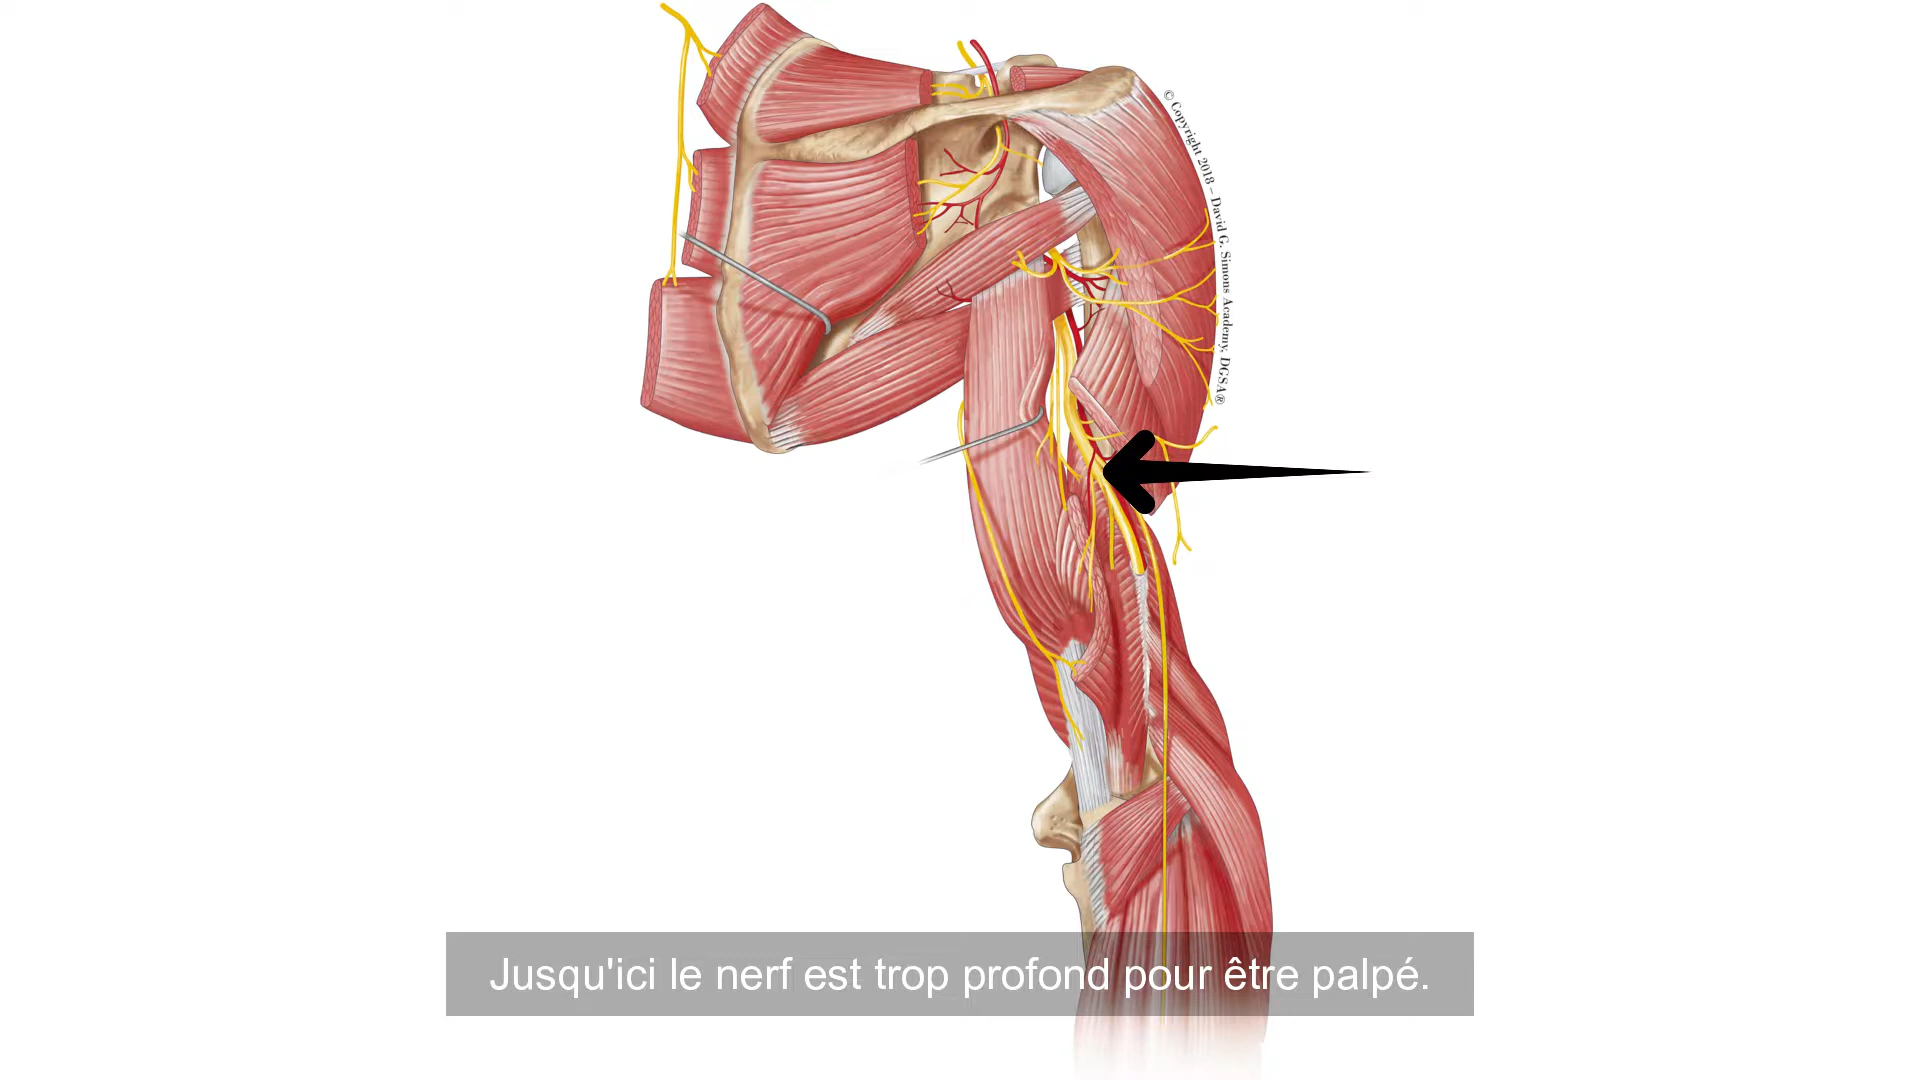 © Copyright 2018 – David G. Simons Academy, DGSA®
Jusqu'ici le nerf est trop profond pour être palpé.